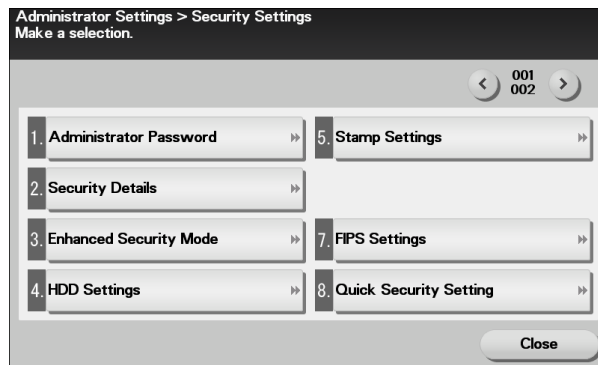 Administrator Settings > Security Settings
Make a selection.
001
002
1. Administrator Password
5. Stamp Settings
2. Security Details
3. Enhanced Security Mode
7. FIPS Settings
4. HDD Settings
8. Quick Security Setting
Close